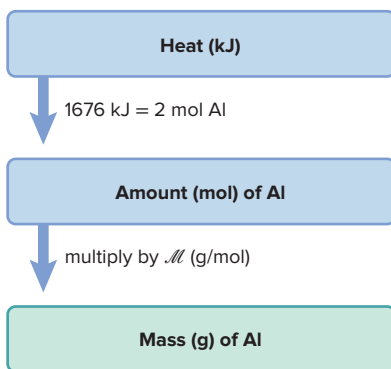 Heat (kJ)
1676 kJ = 2 mol Al
Amount (mol) of Al
multiply by ℳ (g/mol)
Mass (g) of Al